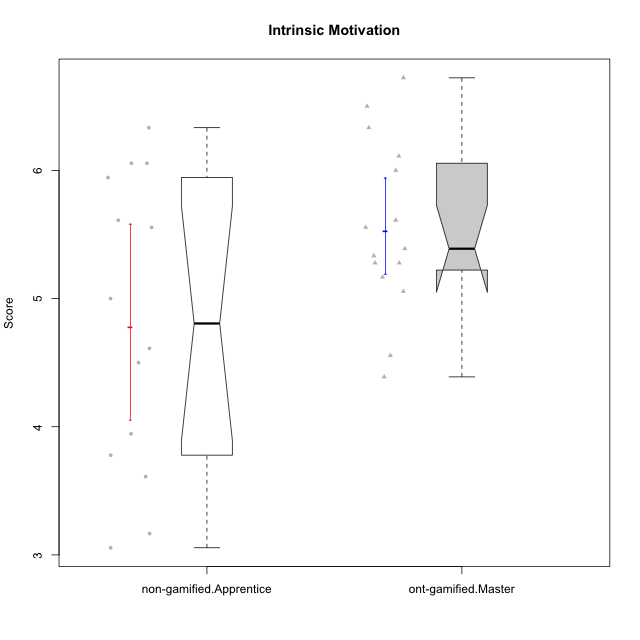 Intrinsic Motivation
Score
6
5
4
3
non-gamified.Apprentice
ont-gamified.Master